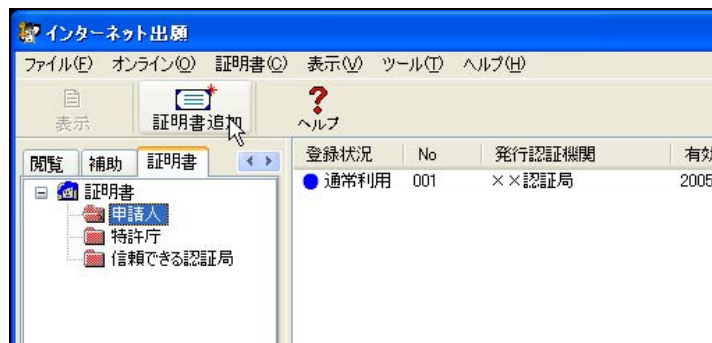 インターネット出願
ファイル(F) オンライン(O) 証明書(C) 表示(V) ツール(T) ヘルプ(H)
表示 証明書追加 ヘルプ
閲覧 補助 証明書
登録状況 No 発行認証機関 有効
通常利用 001 ××認証局 2005
証明書
申請人
特許庁
信頼できる認証局